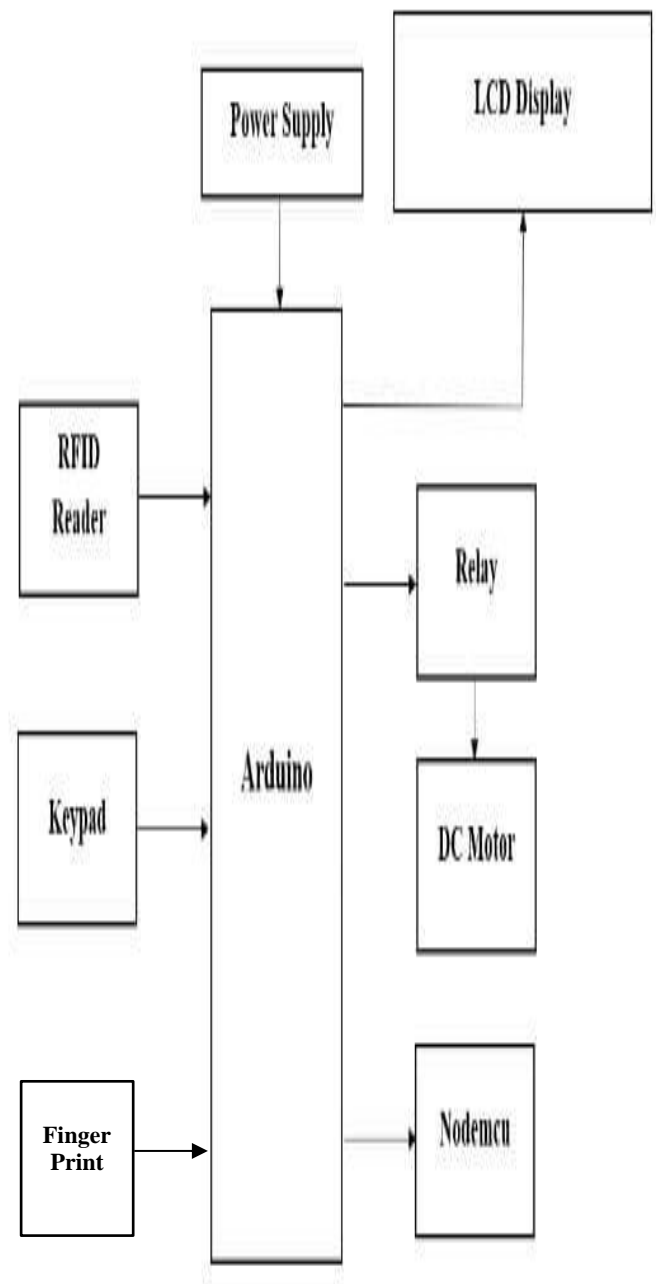 Power Supply
LCD Display
RFID
Reader
Relay
Arduino
Keypad
DC Motor
Finger
Print
Nodemcu